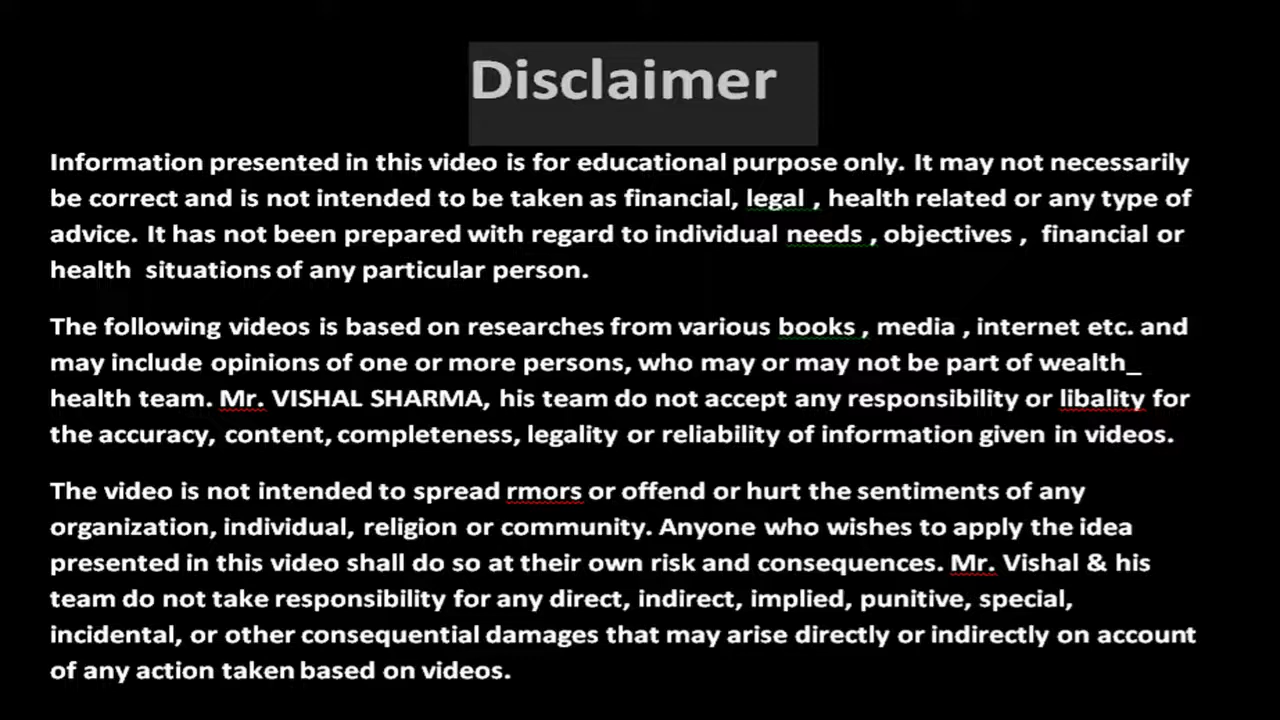 Disclaimer
Information presented in this video is for educational purpose only. It may not necessarily
be correct and is not intended to be taken as financial, legal , health related or any type of
advice. It has not been prepared with regard to individual needs , objectives ,  financial or
health  situations of any particular person.
The following videos is based on researches from various books , media , internet etc. and
may include opinions of one or more persons, who may or may not be part of wealth_
health team. Mr. VISHAL SHARMA, his team do not accept any responsibility or libality for
the accuracy, content, completeness, legality or reliability of information given in videos.
The video is not intended to spread rmors or offend or hurt the sentiments of any
organization, individual, religion or community. Anyone who wishes to apply the idea
presented in this video shall do so at their own risk and consequences. Mr. Vishal & his
team do not take responsibility for any direct, indirect, implied, punitive, special,
incidental, or other consequential damages that may arise directly or indirectly on account
of any action taken based on videos.